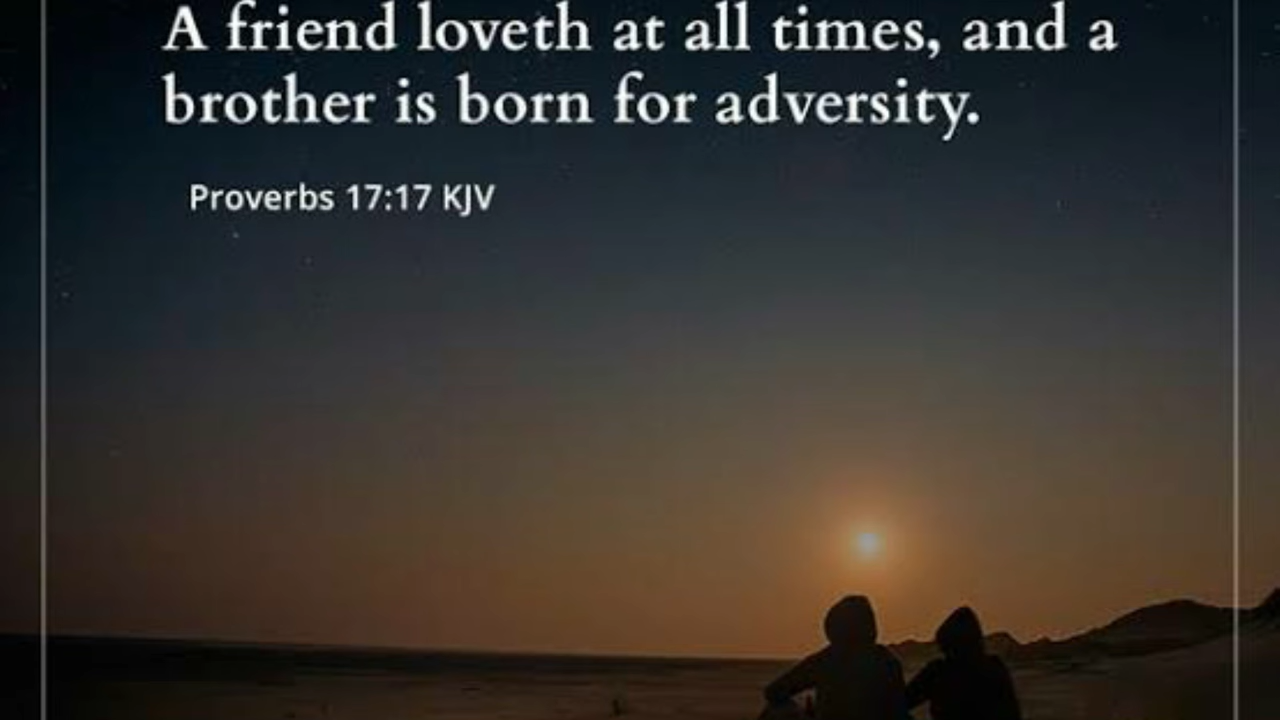 A friend loveth at all times, and a
brother is born for adversity.
Proverbs 17:17 KJV